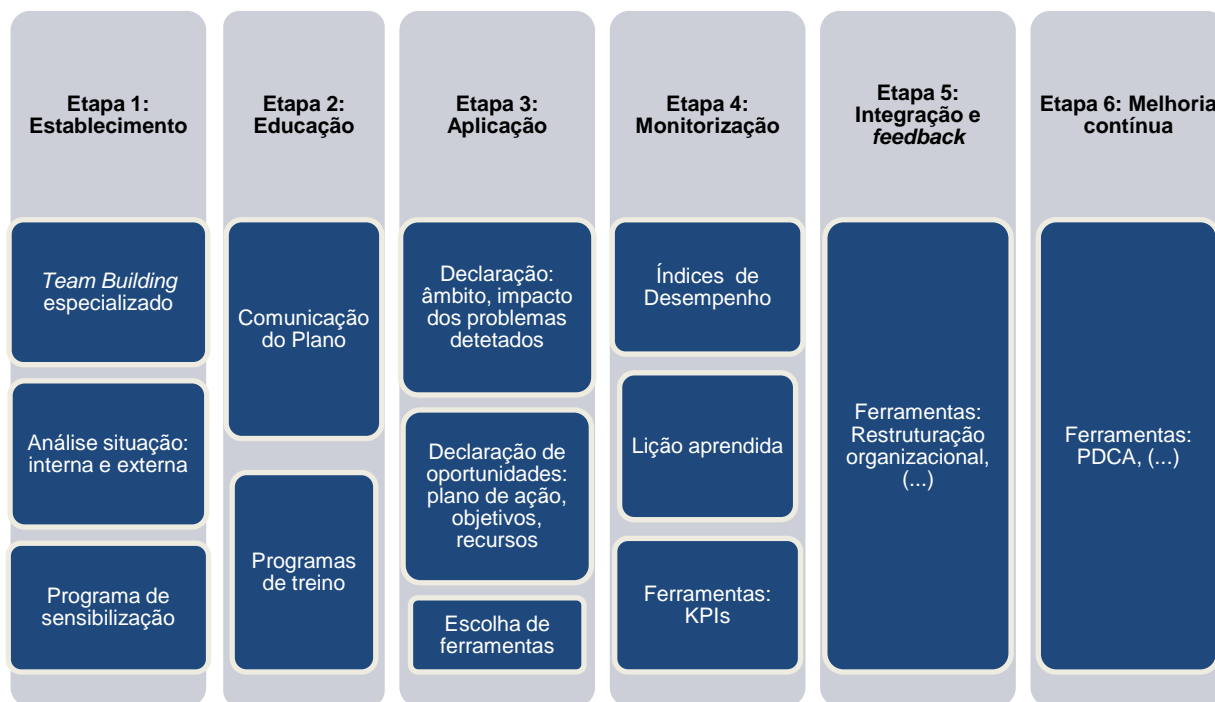 Etapa 1:
Establecimento
Team Building
especializado
Análise situação:
interna e externa
Programa de
sensibilização
Etapa 2:
Educação
Comunicação
do Plano
Programas
de treino
Etapa 3:
Aplicação
Declaração:
âmbito, impacto
dos problemas
detetados
Declaração de
oportunidades:
plano de ação,
objetivos,
recursos
Escolha de
ferramentas
Etapa 4:
Monitorização
Índices de
Desempenho
Lição aprendida
Ferramentas:
KPIs
Etapa 5:
Integração e
feedback
Ferramentas:
Restruturação
organizacional,
(...)
Etapa 6: Melhoria
contínua
Ferramentas:
PDCA, (...)